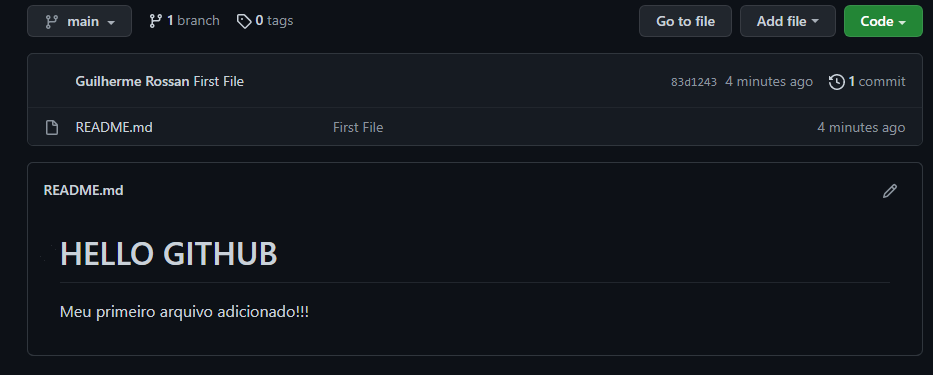 main 1 branch 0 tags Go to file Add file Code
Guilherme Rossan First File 83d1243 4 minutes ago 1 commit
README.md First File 4 minutes ago
README.md
HELLO GITHUB
Meu primeiro arquivo adicionado!!!